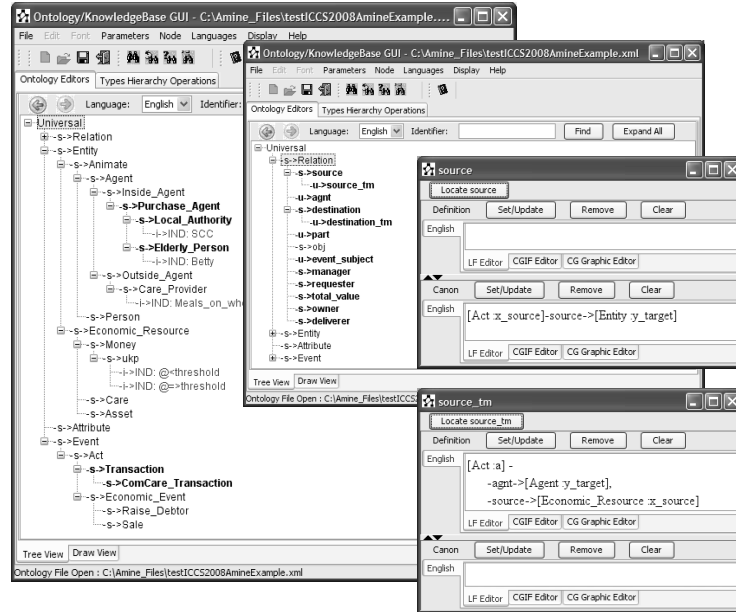 Ontology/KnowledgeBase GUI - C:\Amine_Files\testICCS2008AmineExample....
File Edit Font Parameters Node Languages Display Help
Ontology Editors Types Hierarchy Operations
Language: English Identifier:
Universal
-s->Relation
-s->Entity
-s->Animate
-s->Agent
-s->Inside_Agent
-s->Purchase_Agent
-s->Local_Authority
-i->IND: SCC
-s->Elderly_Person
-i->IND: Betty
-s->Outside_Agent
-s->Care_Provider
-i->IND: Meals_on_whe
-s->Person
-s->Economic_Resource
-s->Money
-s->ukp
-i->IND: @<threshold
-i->IND: @=>threshold
-s->Care
-s->Asset
-s->Attribute
-s->Event
-s->Act
-s->Transaction
-s->ComCare_Transaction
-s->Economic_Event
-s->Raise_Debtor
-s->Sale
Tree View Draw View
Ontology File Open : C:\Amine_Files\testICCS2008AmineExample.xml
Ontology/KnowledgeBase GUI - C:\Amine_Files\testICCS2008AmineExample.xml
File Edit Font Parameters Node Languages Display Help
Ontology Editors Types Hierarchy Operations
Language: English Identifier: Find Expand All
Universal
-s->Relation
-s->source
-u->source_tm
-u->agnt
-s->destination
-u->destination_tm
-u->part
-s->obj
-u->event_subject
-s->manager
-s->requester
-s->total_value
-s->owner
-s->deliverer
-s->Entity
-s->Attribute
-s->Event
Tree View Draw View
Ontology File Open : C:\Amine_Files\testICCS2
source
Locate source
Definition Set/Update Remove Clear
English
LF Editor CGIF Editor CG Graphic Editor
Canon Set/Update Remove Clear
English
[Act :x_source]-source->[Entity :y_target]
LF Editor CGIF Editor CG Graphic Editor
source_tm
Locate source_tm
Definition Set/Update Remove Clear
English
[Act :a] -
-agnt->[Agent :y_target],
-source->[Economic_Resource :x_source]
LF Editor CGIF Editor CG Graphic Editor
Canon Set/Update Remove Clear
English
LF Editor CGIF Editor CG Graphic Editor